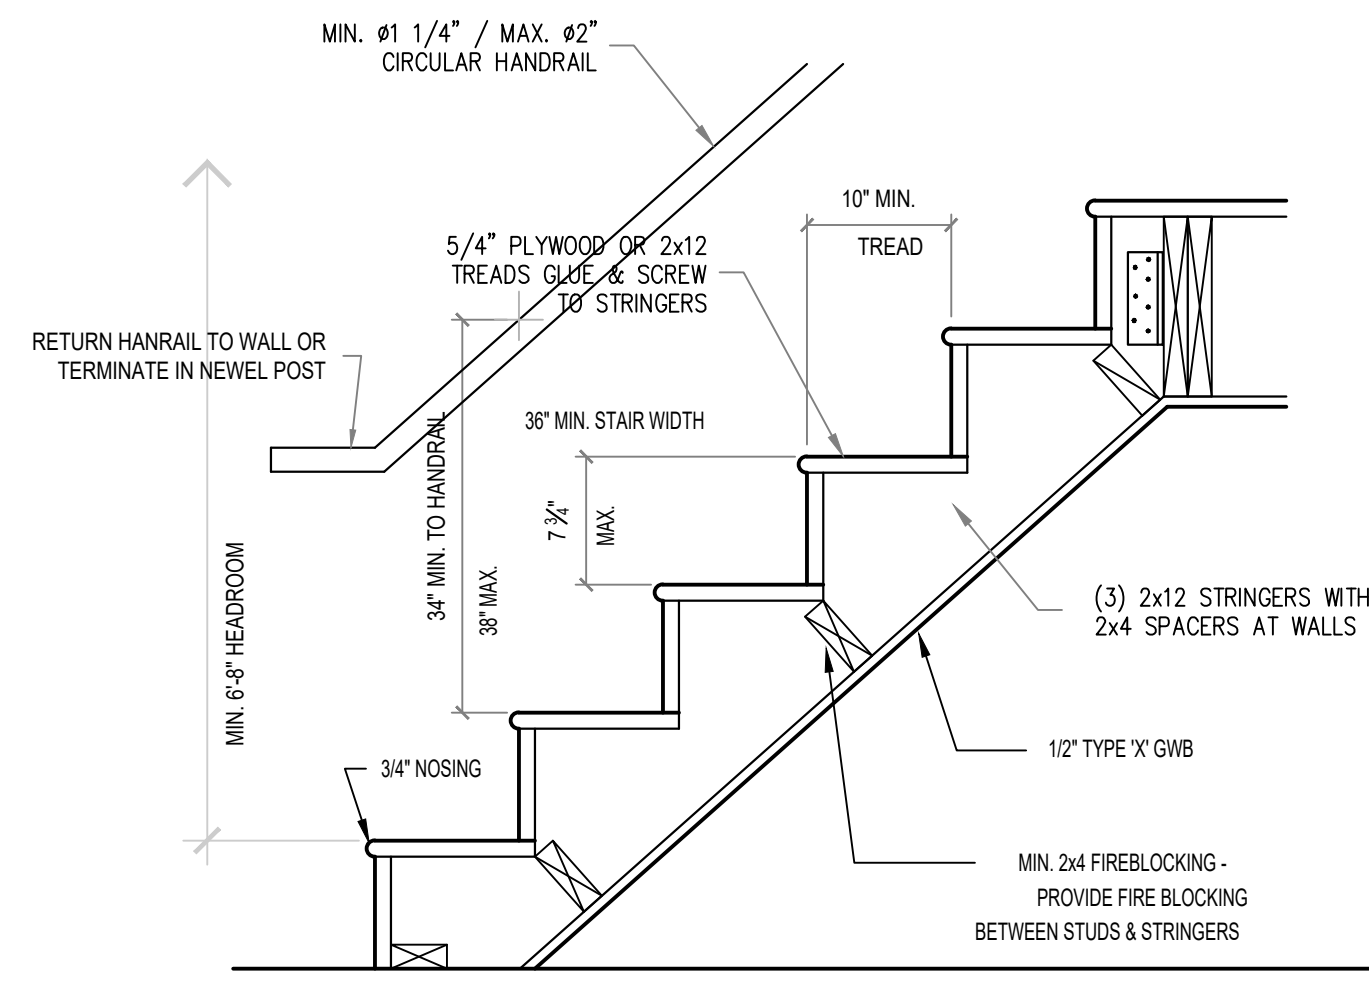 MIN. ø1 1/4” / MAX. ø2”
CIRCULAR HANDRAIL
10" MIN.
TREAD
5/4” PLYWOOD OR 2x12
TREADS GLUE & SCREW
TO STRINGERS
RETURN HANRAIL TO WALL OR
TERMINATE IN NEWEL POST
36" MIN. STAIR WIDTH
34" MIN. TO HANDRAIL
38" MAX.
7 3⁄4"
MAX.
MIN. 6'-8" HEADROOM
(3) 2x12 STRINGERS WITH
2x4 SPACERS AT WALLS
1/2" TYPE 'X' GWB
3/4" NOSING
MIN. 2x4 FIREBLOCKING -
PROVIDE FIRE BLOCKING
BETWEEN STUDS & STRINGERS